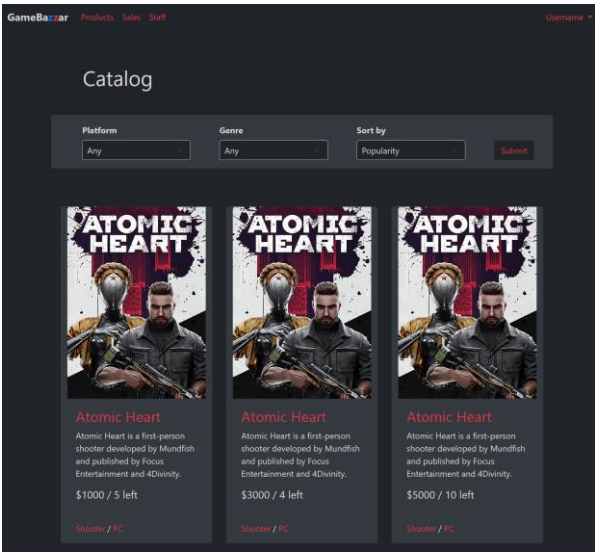 GameBazzar Products Sales Staff Username
Catalog
Platform Genre Sort by
Any Any Popularity Submit
ATOMIC HEART
ATOMIC HEART
ATOMIC HEART
Atomic Heart
Atomic Heart is a first-person
shooter developed by Mundfish
and published by Focus
Entertainment and 4Divinity.
$1000 / 5 left
Shooter / PC
Atomic Heart
Atomic Heart is a first-person
shooter developed by Mundfish
and published by Focus
Entertainment and 4Divinity.
$3000 / 4 left
Shooter / PC
Atomic Heart
Atomic Heart is a first-person
shooter developed by Mundfish
and published by Focus
Entertainment and 4Divinity.
$5000 / 10 left
Shooter / PC